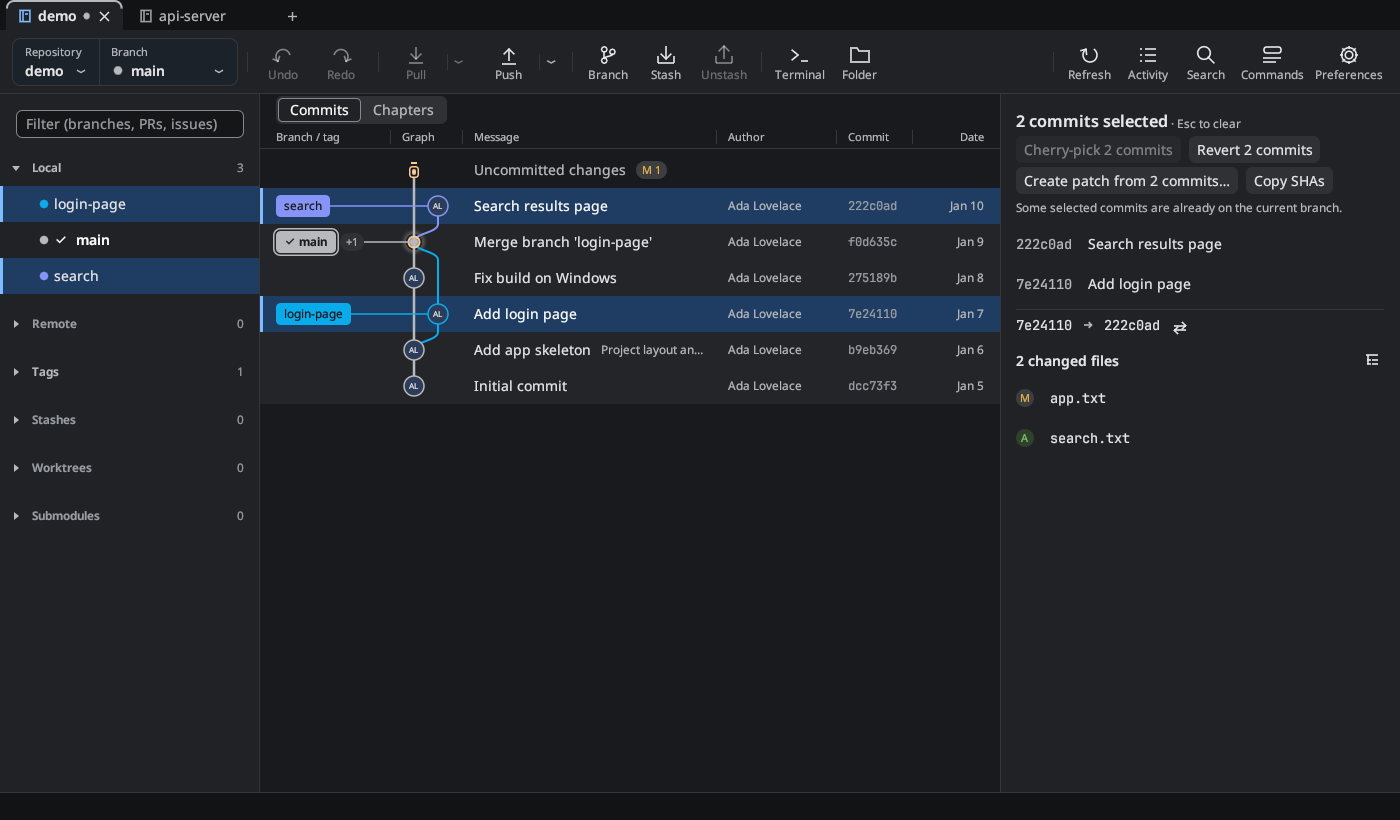 demo
api-server
Repository
demo
Branch
main
Undo
Redo
Pull
Push
Branch
Stash
Unstash
Terminal
Folder
Refresh
Activity
Search
Commands
Preferences
Filter (branches, PRs, issues)
Local 3
login-page
main
search
Remote 0
Tags 1
Stashes 0
Worktrees 0
Submodules 0
Commits Chapters
Branch / tag Graph Message Author Commit Date
Uncommitted changes M 1
search AL Search results page Ada Lovelace 222c0ad Jan 10
main +1 Merge branch 'login-page' Ada Lovelace f0d635c Jan 9
AL Fix build on Windows Ada Lovelace 275189b Jan 8
login-page AL Add login page Ada Lovelace 7e24110 Jan 7
AL Add app skeleton Project layout an... Ada Lovelace b9eb369 Jan 6
AL Initial commit Ada Lovelace dcc73f3 Jan 5
2 commits selected · Esc to clear
Cherry-pick 2 commits Revert 2 commits
Create patch from 2 commits... Copy SHAs
Some selected commits are already on the current branch.
222c0ad Search results page
7e24110 Add login page
7e24110 → 222c0ad ⇄
2 changed files
M app.txt
A search.txt